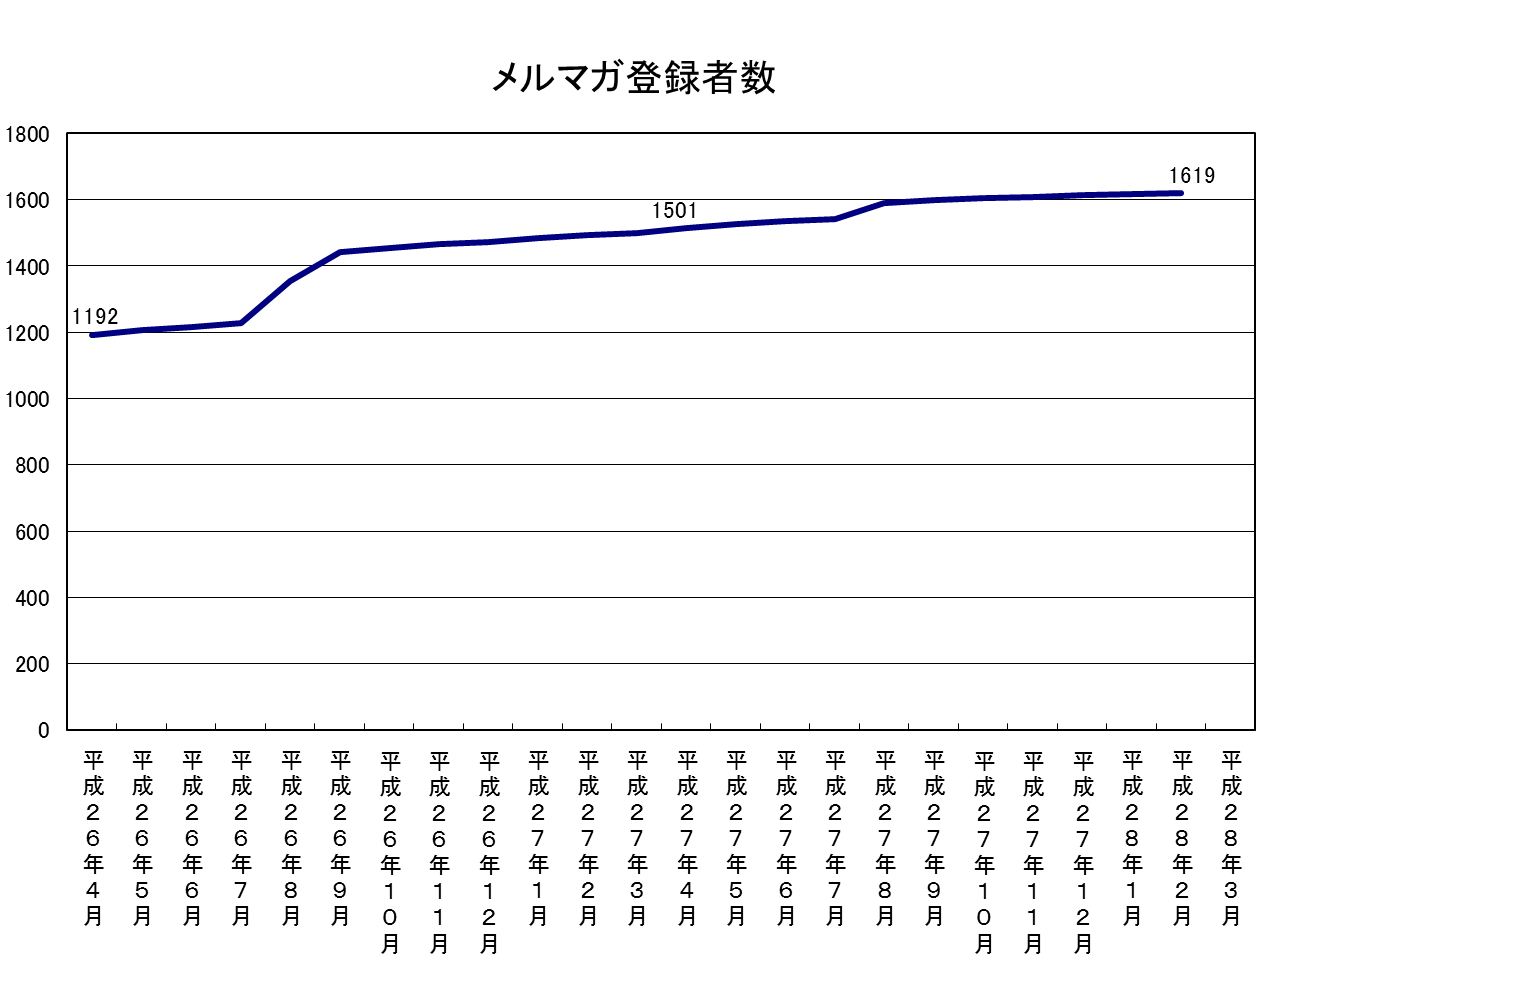 メルマガ登録者数
1800
1600
1400
1200
1000
800
600
400
200
0
1192
1501
1619
平成26年4月
平成26年5月
平成26年6月
平成26年7月
平成26年8月
平成26年9月
平成26年10月
平成26年11月
平成26年12月
平成27年1月
平成27年2月
平成27年3月
平成27年4月
平成27年5月
平成27年6月
平成27年7月
平成27年8月
平成27年9月
平成27年10月
平成27年11月
平成27年12月
平成28年1月
平成28年2月
平成28年3月